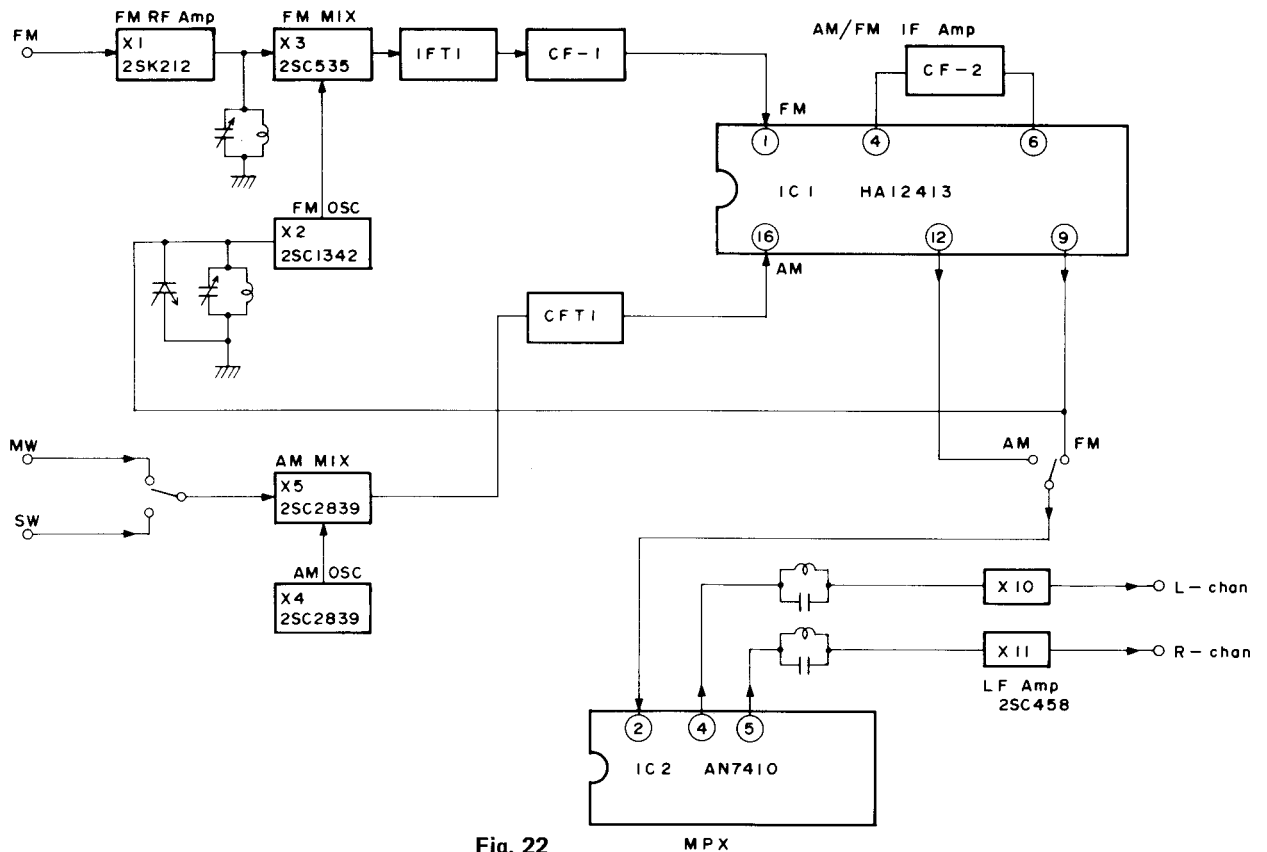 FM
FM RF Amp
X1
2SK212
FM MIX
X3
2SC535
IFT1
CF-1
AM/FM IF Amp
CF-2
FM
1
4
6
IC1 HA12413
16
12
9
AM
FM OSC
X2
2SC1342
CFT1
MW
SW
AM MIX
X5
2SC2839
AM OSC
X4
2SC2839
AM
FM
X10
L-chan
X11
R-chan
LF Amp
2SC458
2
4
5
IC2 AN7410
MPX
Fig. 22